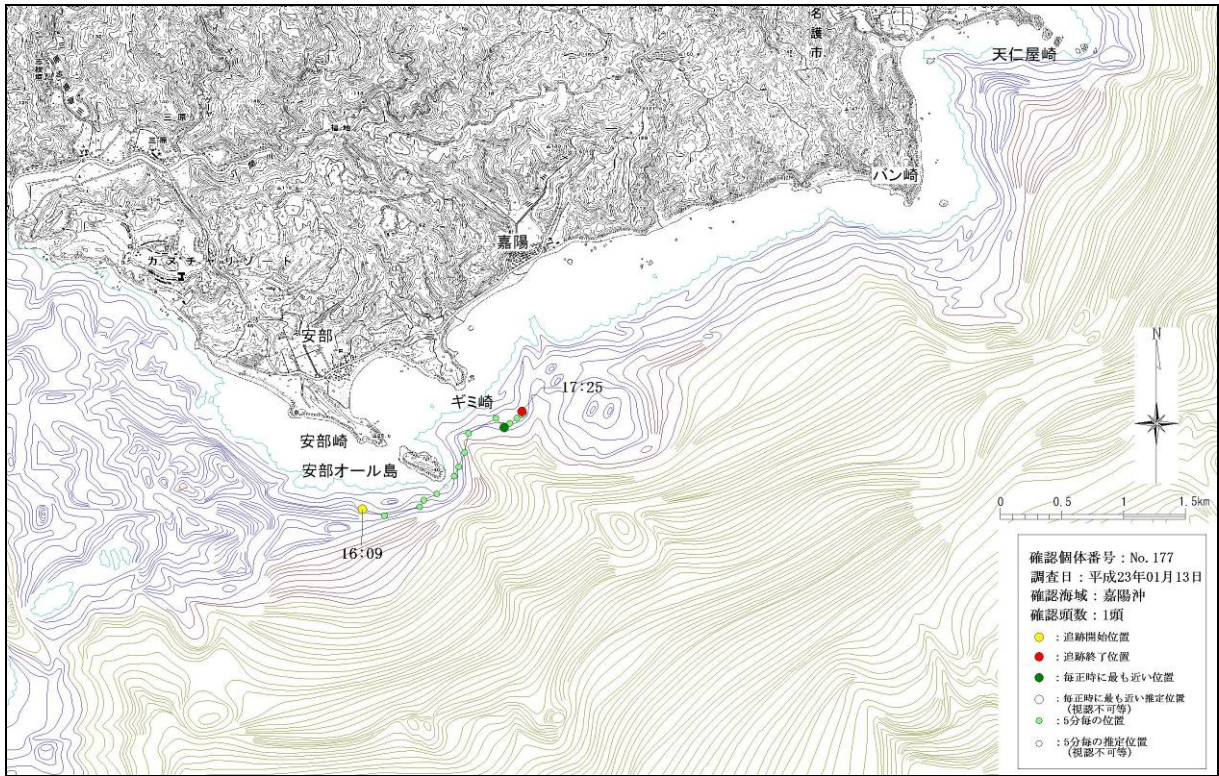 名護市
天仁屋崎
三原
福地
バン崎
嘉陽
カヌチャリゾート
安部
17:25
ギミ崎
安部崎
安部オール島
16:09
N
0 0.5 1 1.5km
確認個体番号：No. 177
調査日：平成23年01月13日
確認海域：嘉陽沖
確認頭数：1頭
：追跡開始位置
：追跡終了位置
：毎正時に最も近い位置
：毎正時に最も近い推定位置
(視認不可等)
：5分毎の位置
：5分毎の推定位置
(視認不可等)